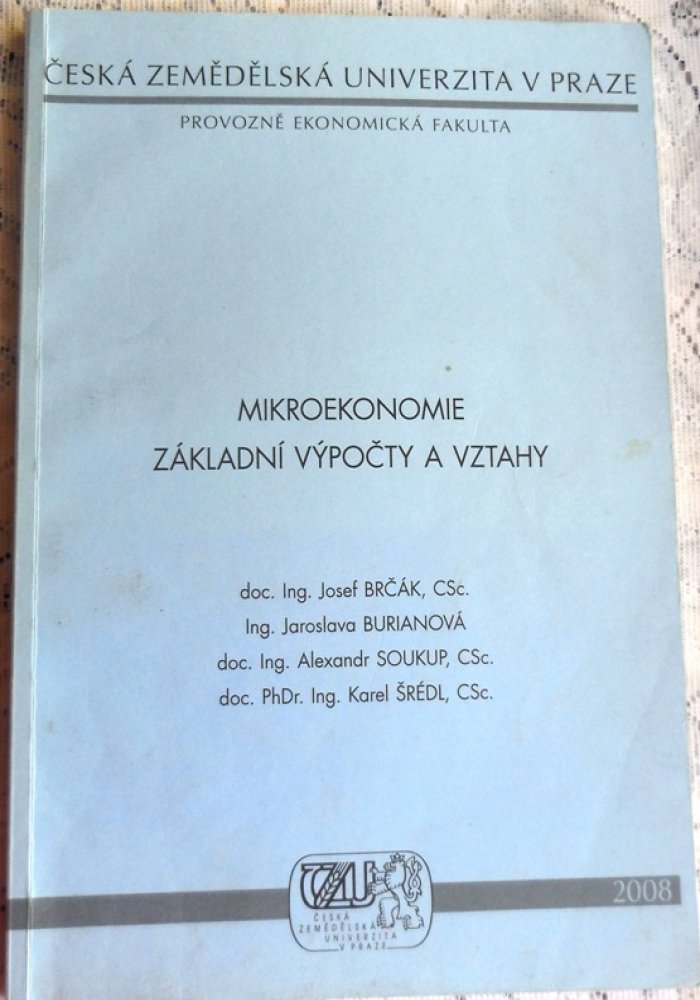 ČESKÁ ZEMĚDĚLSKÁ UNIVERZITA V PRAZE
PROVOZNĚ EKONOMICKÁ FAKULTA
MIKROEKONOMIE
ZÁKLADNÍ VÝPOČTY A VZTAHY
doc. Ing. Josef BRČÁK, CSc.
Ing. Jaroslava BURIANOVÁ
doc. Ing. Alexandr SOUKUP, CSc.
doc. PhDr. Ing. Karel ŠRÉDL, CSc.
ČZU
ČESKÁ
ZEMĚDĚLSKÁ
UNIVERZITA
V PRAZE
2008